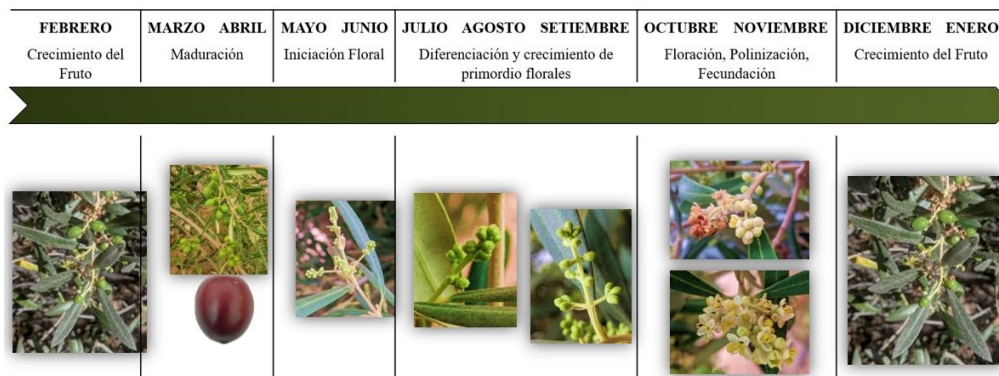 FEBRERO
Crecimiento del
Fruto
MARZO ABRIL
Maduración
MAYO JUNIO
Iniciación Floral
JULIO AGOSTO SETIEMBRE
Diferenciación y crecimiento de
primordio florales
OCTUBRE NOVIEMBRE
Floración, Polinización,
Fecundación
DICIEMBRE ENERO
Crecimiento del Fruto